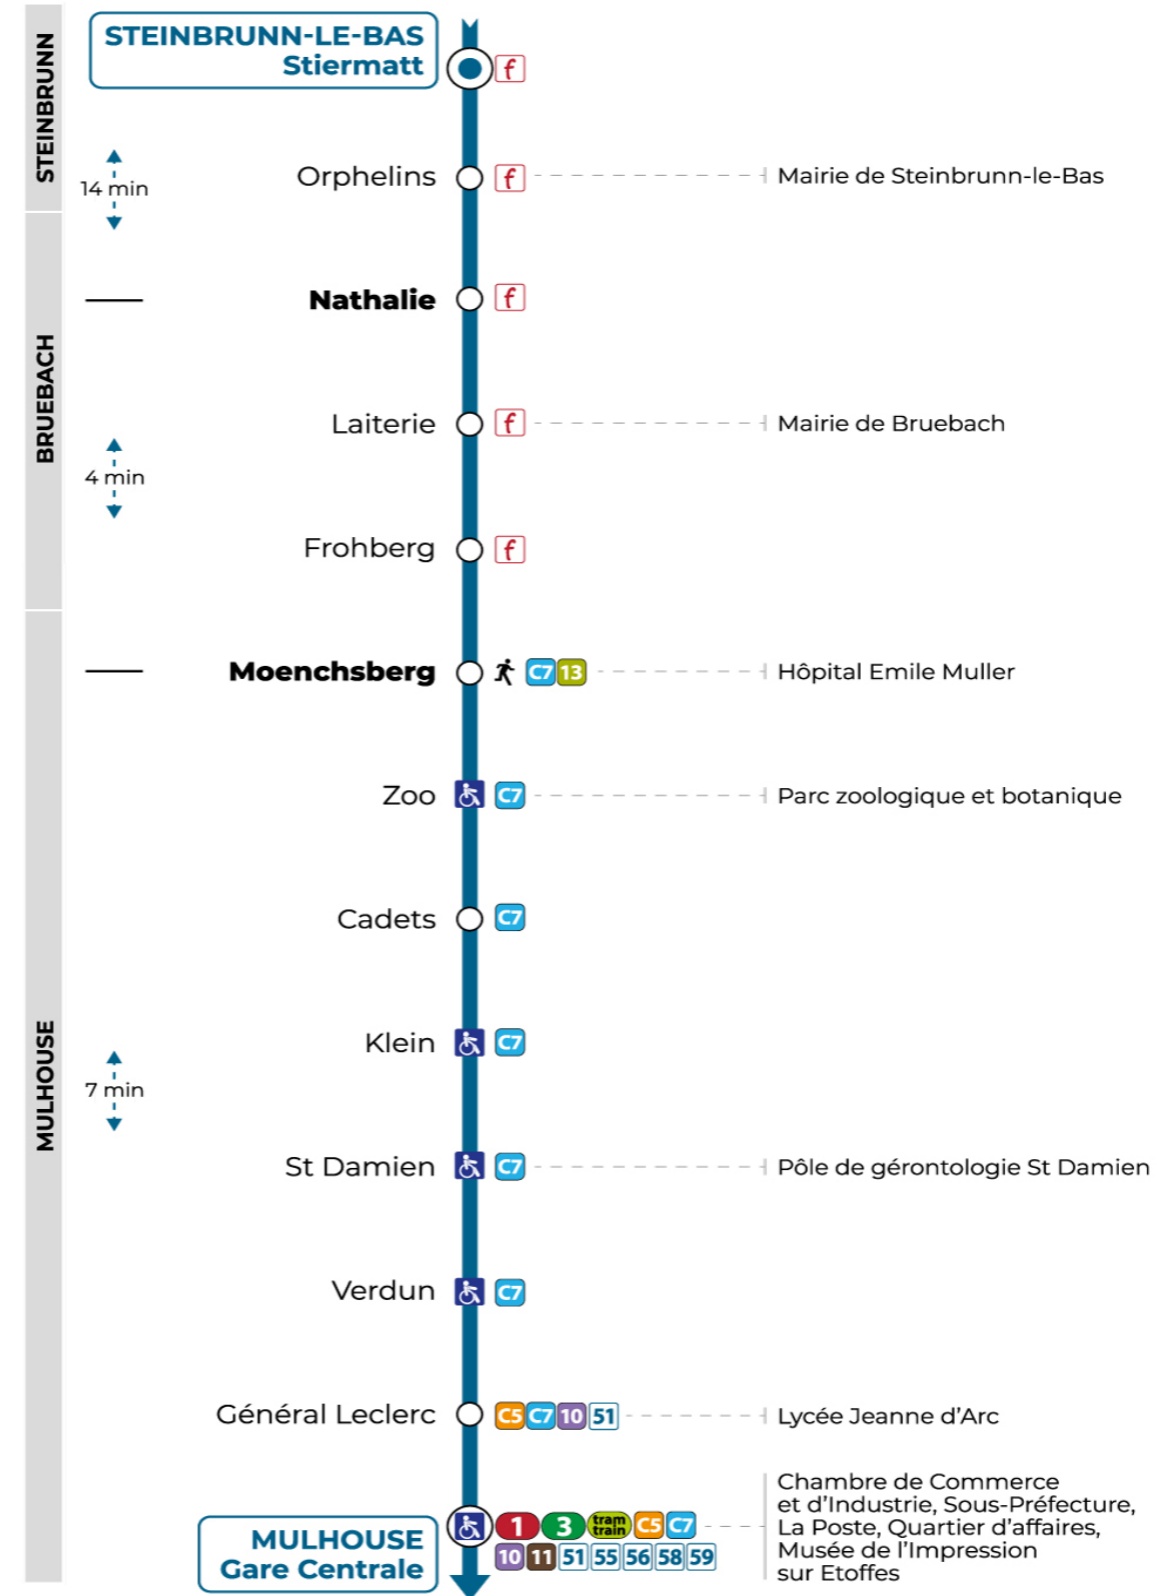 STEINBRUNN
STEINBRUNN-LE-BAS
Stiermatt
f
14 min
Orphelins
f
Mairie de Steinbrunn-le-Bas
BRUEBACH
Nathalie
f
Laiterie
f
Mairie de Bruebach
4 min
Frohberg
f
MULHOUSE
Moenchsberg
C7 13
Hôpital Emile Muller
Zoo
C7
Parc zoologique et botanique
Cadets
C7
Klein
C7
7 min
St Damien
C7
Pôle de gérontologie St Damien
Verdun
C7
Général Leclerc
C5 C7 10 51
Lycée Jeanne d’Arc
MULHOUSE
Gare Centrale
1 3 tram train C5 C7
10 11 51 55 56 58 59
Chambre de Commerce
et d’Industrie, Sous-Préfecture,
La Poste, Quartier d’affaires,
Musée de l’Impression
sur Etoffes